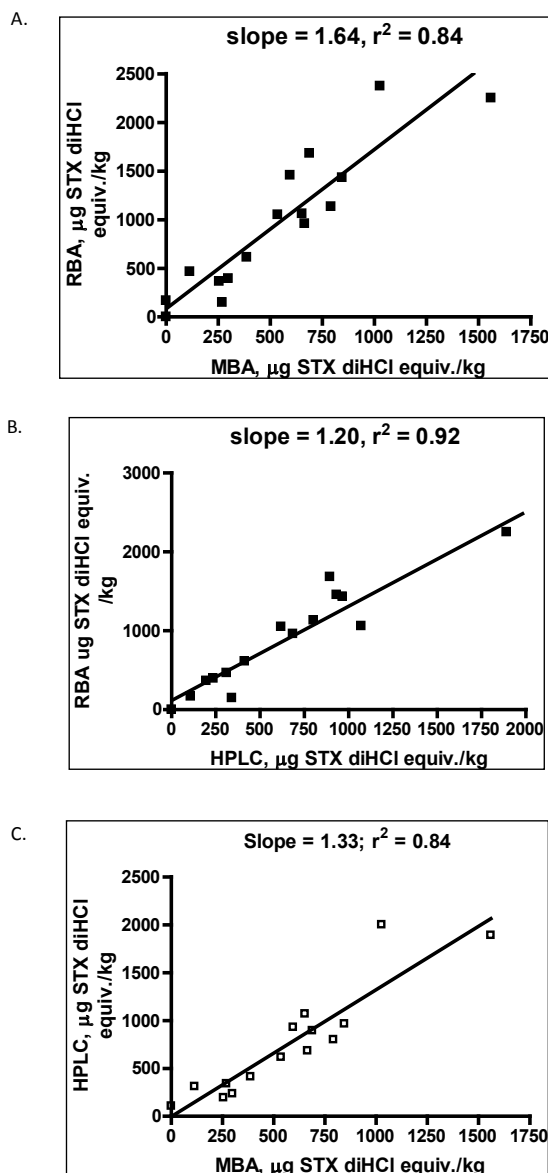 A.
slope = 1.64, r² = 0.84
RBA, μg STX diHCl
equiv./kg
2500
2000
1500
1000
500
0
0 250 500 750 1000 1250 1500 1750
MBA, μg STX diHCl equiv./kg
B.
slope = 1.20, r² = 0.92
RBA ug STX diHCl equiv.
/kg
3000
2000
1000
0
0 250 500 750 1000 1250 1500 1750 2000
HPLC, μg STX diHCl equiv./kg
C.
Slope = 1.33; r² = 0.84
HPLC, μg STX diHCl
equiv./kg
2500
2000
1500
1000
500
0
0 250 500 750 1000 1250 1500 1750
MBA, μg STX diHCl equiv./kg